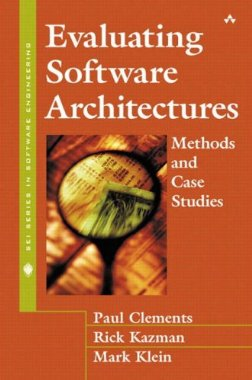 Evaluating
Software
Architectures
Methods and
Case
Studies
SEI SERIES IN SOFTWARE ENGINEERING
Paul Clements
Rick Kazman
Mark Klein